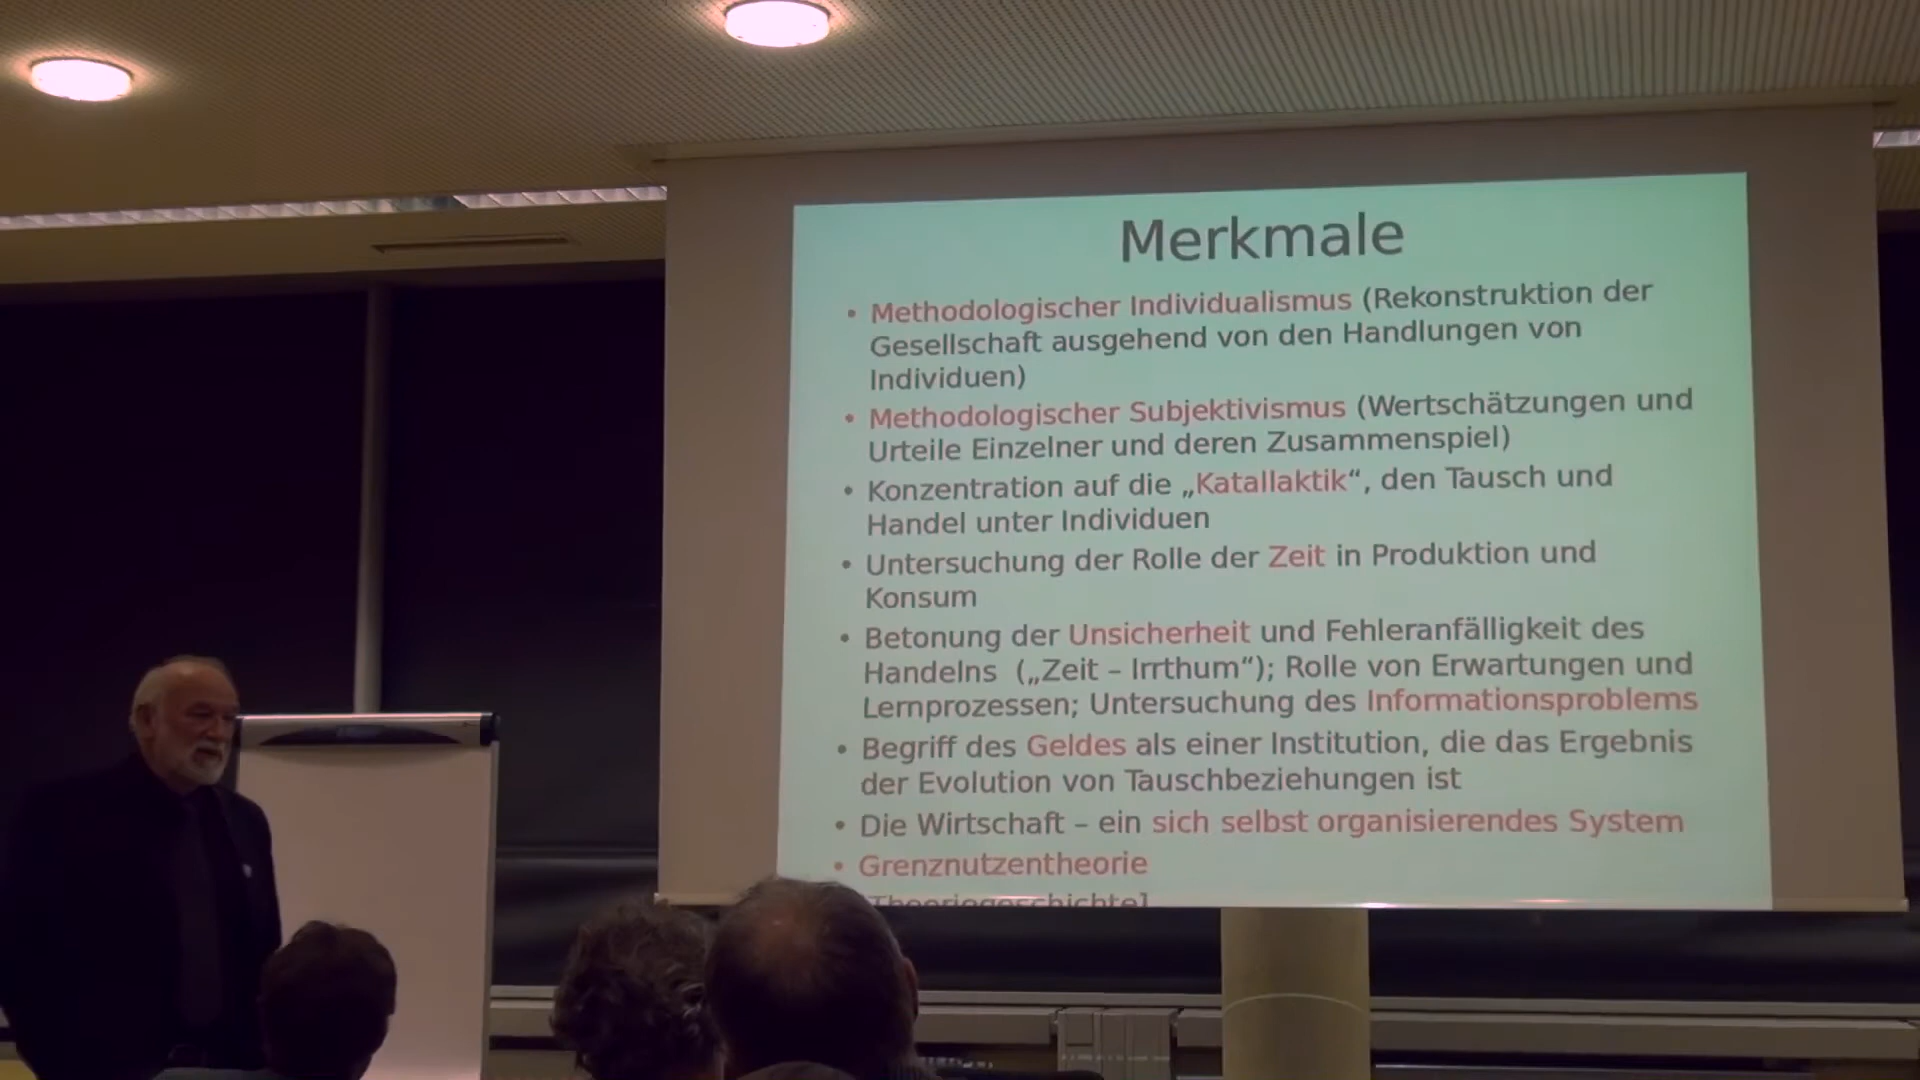 Merkmale
• Methodologischer Individualismus (Rekonstruktion der
Gesellschaft ausgehend von den Handlungen von
Individuen)
• Methodologischer Subjektivismus (Wertschätzungen und
Urteile Einzelner und deren Zusammenspiel)
• Konzentration auf die „Katallaktik“, den Tausch und
Handel unter Individuen
• Untersuchung der Rolle der Zeit in Produktion und
Konsum
• Betonung der Unsicherheit und Fehleranfälligkeit des
Handelns („Zeit – Irrthum“); Rolle von Erwartungen und
Lernprozessen; Untersuchung des Informationsproblems
• Begriff des Geldes als einer Institution, die das Ergebnis
der Evolution von Tauschbeziehungen ist
• Die Wirtschaft – ein sich selbst organisierendes System
• Grenznutzentheorie
Theoriegeschichte]